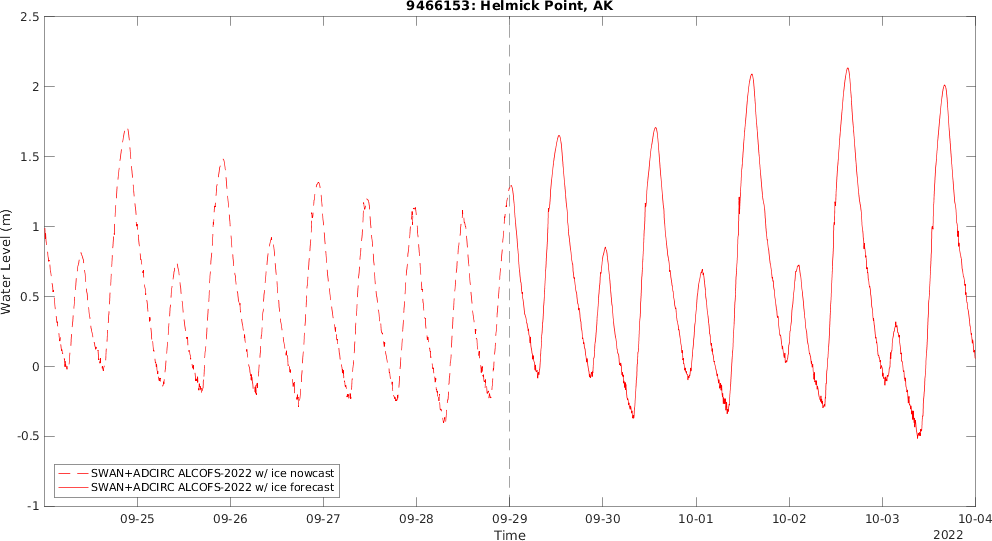 9466153: Helmick Point, AK
2.5
2
1.5
1
0.5
0
-0.5
-1
Water Level (m)
SWAN+ADCIRC ALCOFS-2022 w/ ice nowcast
SWAN+ADCIRC ALCOFS-2022 w/ ice forecast
09-25 09-26 09-27 09-28 09-29 09-30 10-01 10-02 10-03 10-04
Time
2022